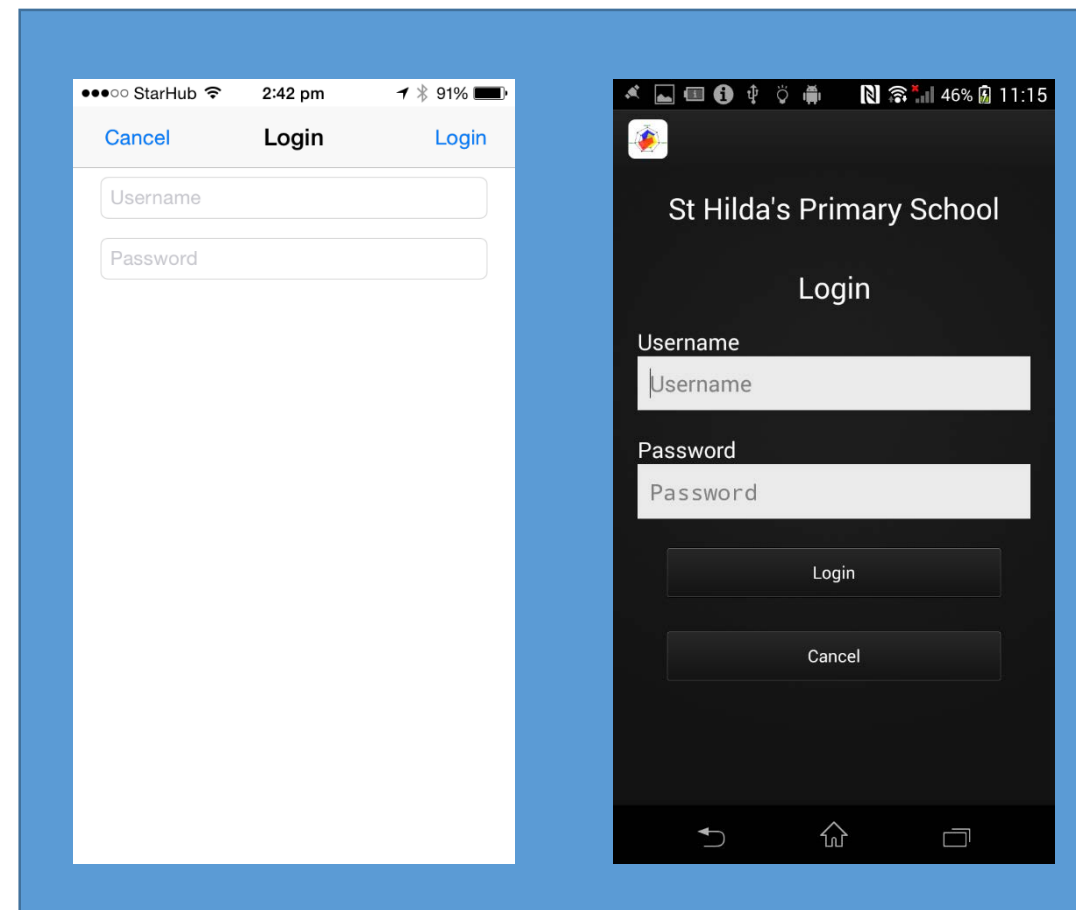 StarHub 2:42 pm 91%
Cancel Login Login
Username
Password
46% 11:15
St Hilda's Primary School
Login
Username
Username
Password
Password
Login
Cancel